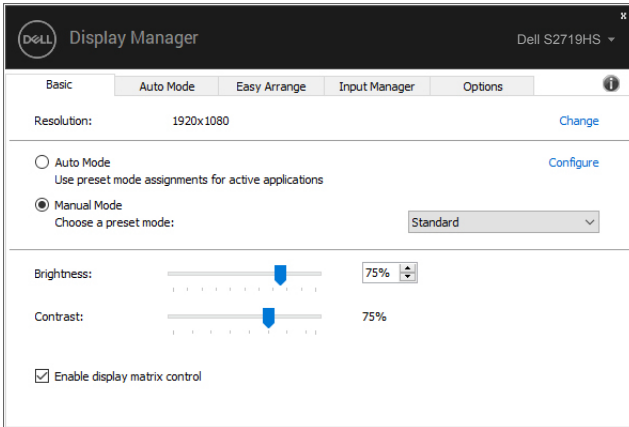 DELL Display Manager Dell S2719HS
x
Basic Auto Mode Easy Arrange Input Manager Options i
Resolution: 1920x1080 Change
Auto Mode Configure
Use preset mode assignments for active applications
Manual Mode
Choose a preset mode: Standard
Brightness: 75%
Contrast: 75%
Enable display matrix control